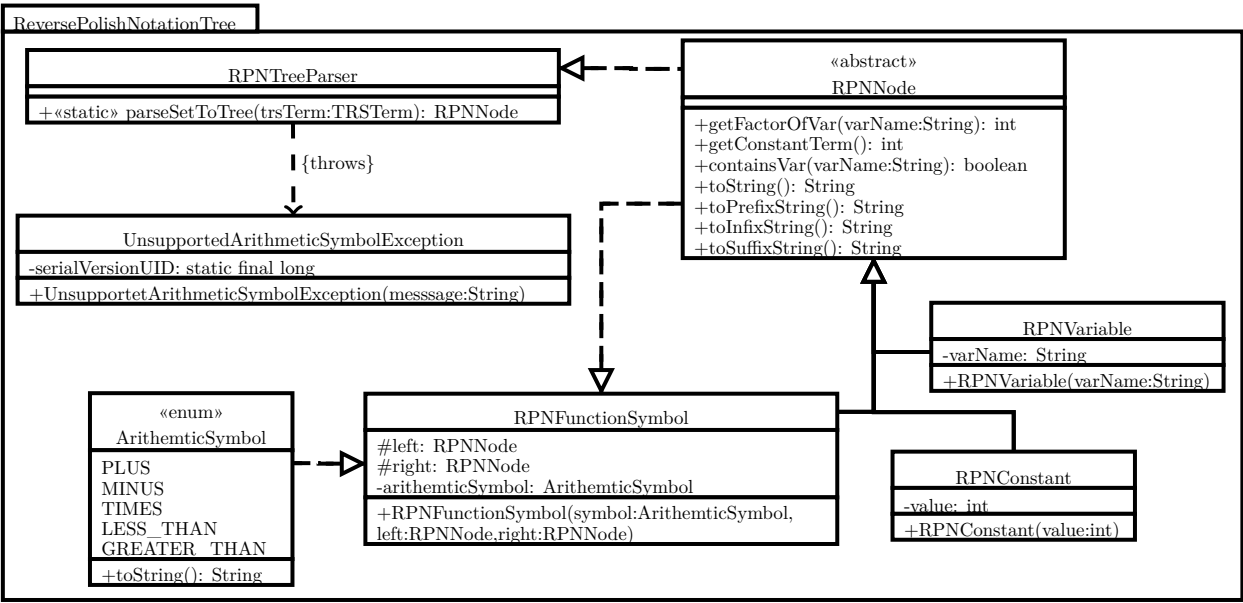 ReversePolishNotationTree
RPNTreeParser
+«static» parseSetToTree(trsTerm:TRSTerm): RPNNode
{throws}
UnsupportedArithmeticSymbolException
-serialVersionUID: static final long
+UnsupportetArithmeticSymbolException(messsage:String)
«abstract»
RPNNode
+getFactorOfVar(varName:String): int
+getConstantTerm(): int
+containsVar(varName:String): boolean
+toString(): String
+toPrefixString(): String
+toInfixString(): String
+toSuffixString(): String
RPNVariable
-varName: String
+RPNVariable(varName:String)
«enum»
ArithemticSymbol
PLUS
MINUS
TIMES
LESS_THAN
GREATER_THAN
+toString(): String
RPNFunctionSymbol
#left: RPNNode
#right: RPNNode
-arithemticSymbol: ArithemticSymbol
+RPNFunctionSymbol(symbol:ArithemticSymbol,
left:RPNNode,right:RPNNode)
RPNConstant
-value: int
+RPNConstant(value:int)